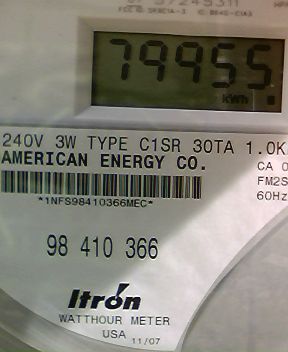 79955
kWh
240V 3W TYPE C1SR 30TA 1.0K
AMERICAN ENERGY CO.
CA
FM2S
60Hz
*1NFS98410366MEC*
98 410 366
Itron
WATTHOUR METER
USA 11/07